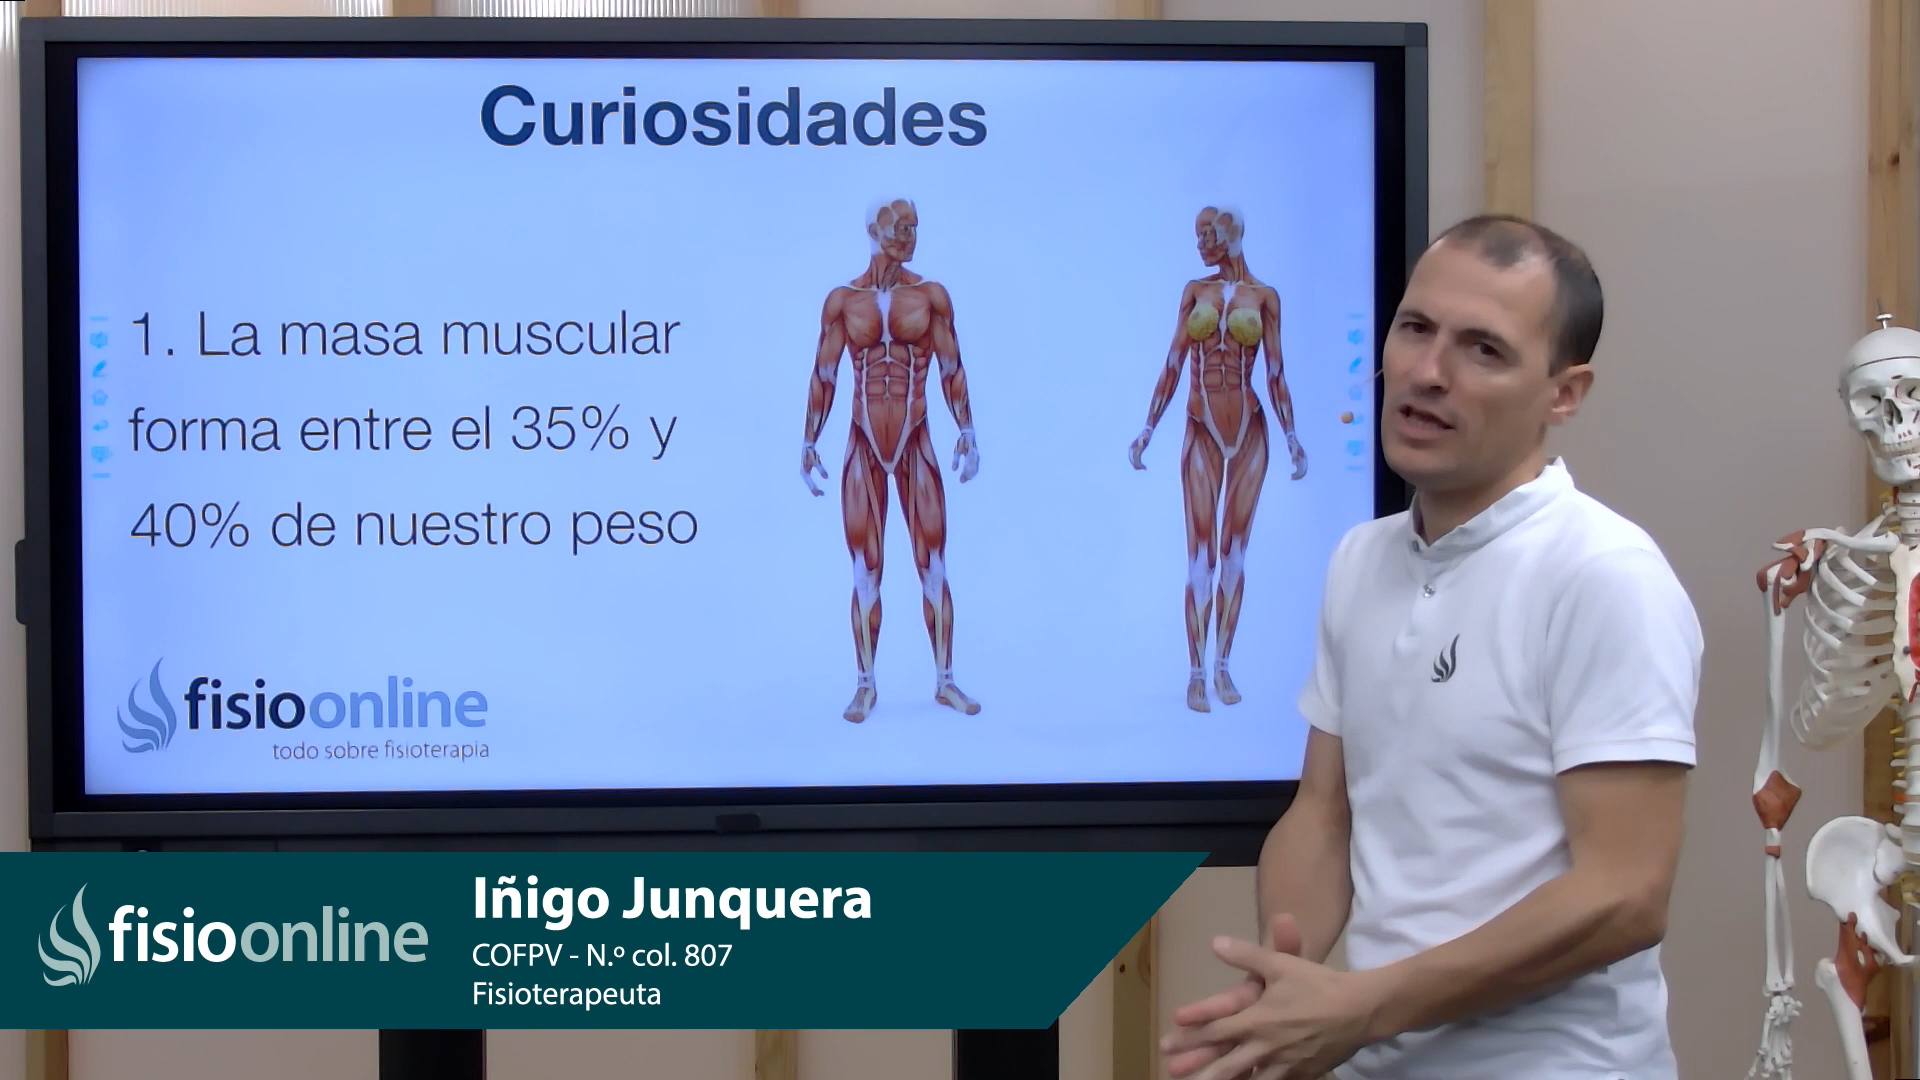 Curiosidades
1. La masa muscular
forma entre el 35% y
40% de nuestro peso
fisioonline
todo sobre fisioterapia
fisioonline
Iñigo Junquera
COFPV - N.º col. 807
Fisioterapeuta